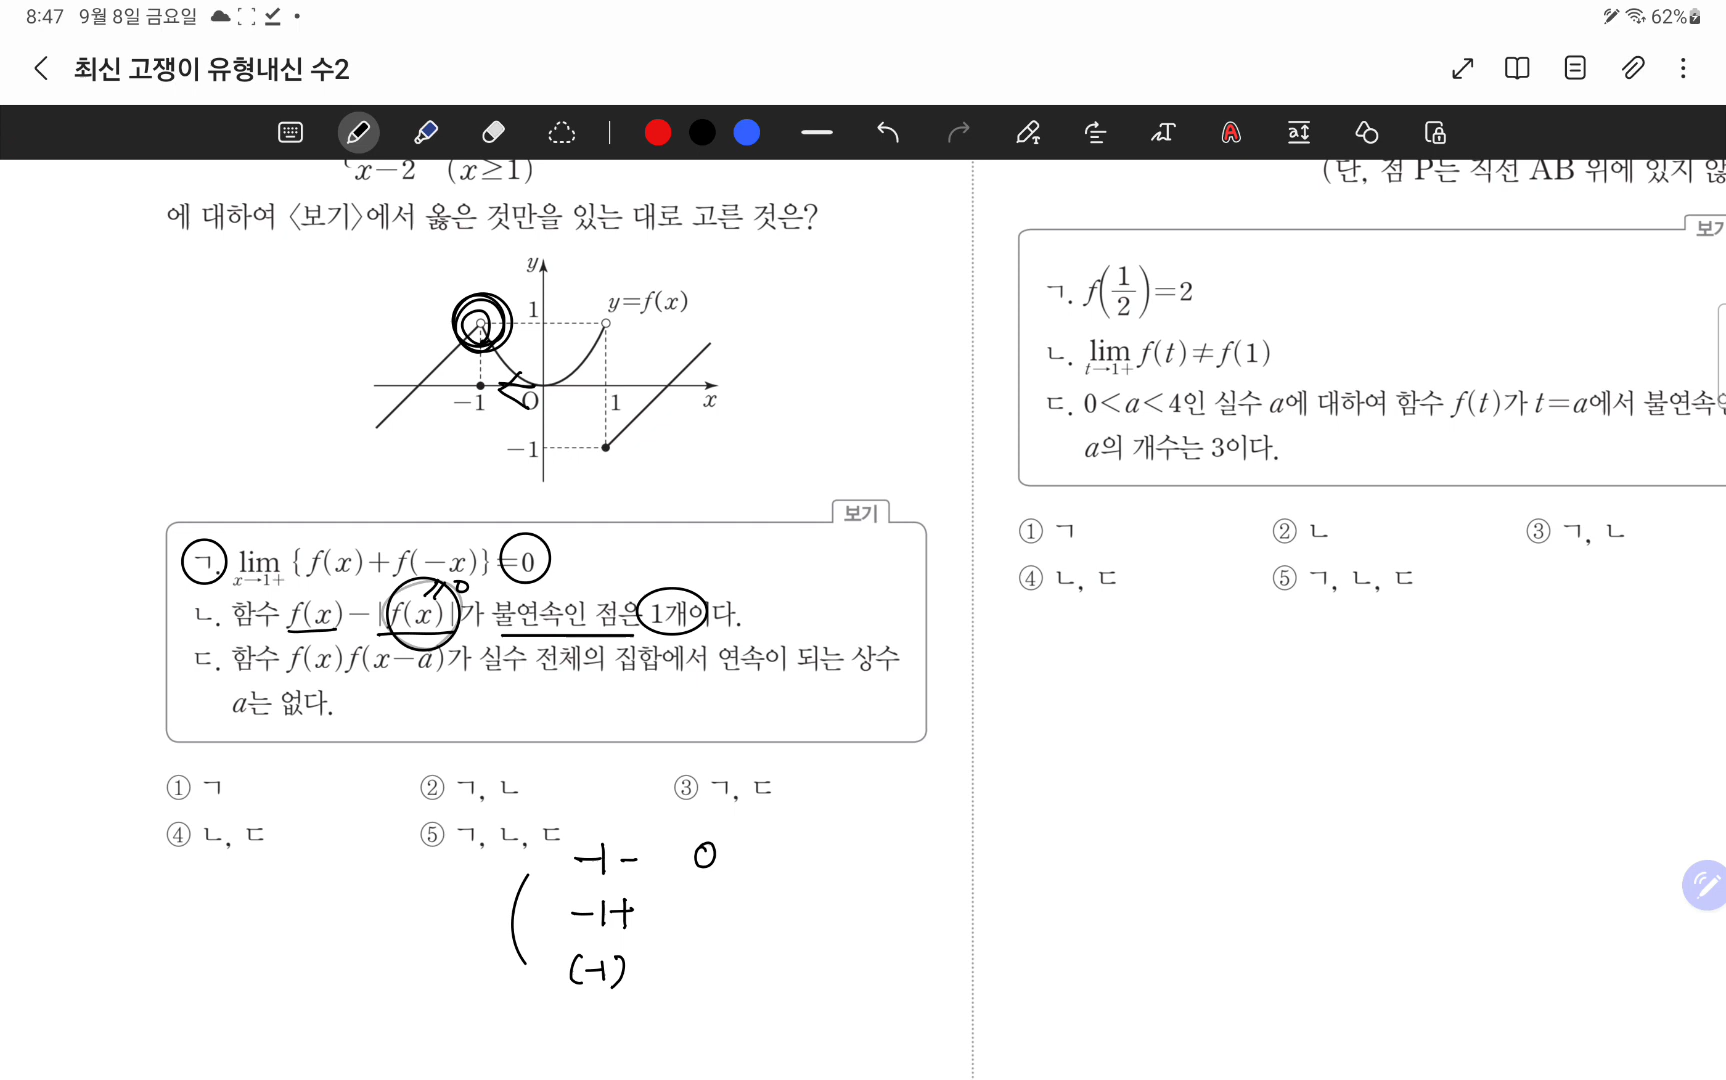 8:47 9월 8일 금요일
62%
최신 고쟁이 유형내신 수2
x−2 (x≥1)
에 대하여 〈보기〉에서 옳은 것만을 있는 대로 고른 것은?
y
1
y=f(x)
−1
O
1
x
−1
보기
ㄱ. lim x→1+ {f(x)+f(−x)}=0
0
ㄴ. 함수 f(x)−|f(x)|가 불연속인 점은 1개이다.
ㄷ. 함수 f(x)f(x−a)가 실수 전체의 집합에서 연속이 되는 상수
a는 없다.
① ㄱ ② ㄱ, ㄴ ③ ㄱ, ㄷ
④ ㄴ, ㄷ ⑤ ㄱ, ㄴ, ㄷ
−1− 0
−1+
(−1)
(단, 점 P는 직선 AB 위에 있지 않
보기
ㄱ. f(1/2)=2
ㄴ. lim t→1+ f(t)≠f(1)
ㄷ. 0<a<4인 실수 a에 대하여 함수 f(t)가 t=a에서 불연속
a의 개수는 3이다.
① ㄱ ② ㄴ ③ ㄱ, ㄴ
④ ㄴ, ㄷ ⑤ ㄱ, ㄴ, ㄷ